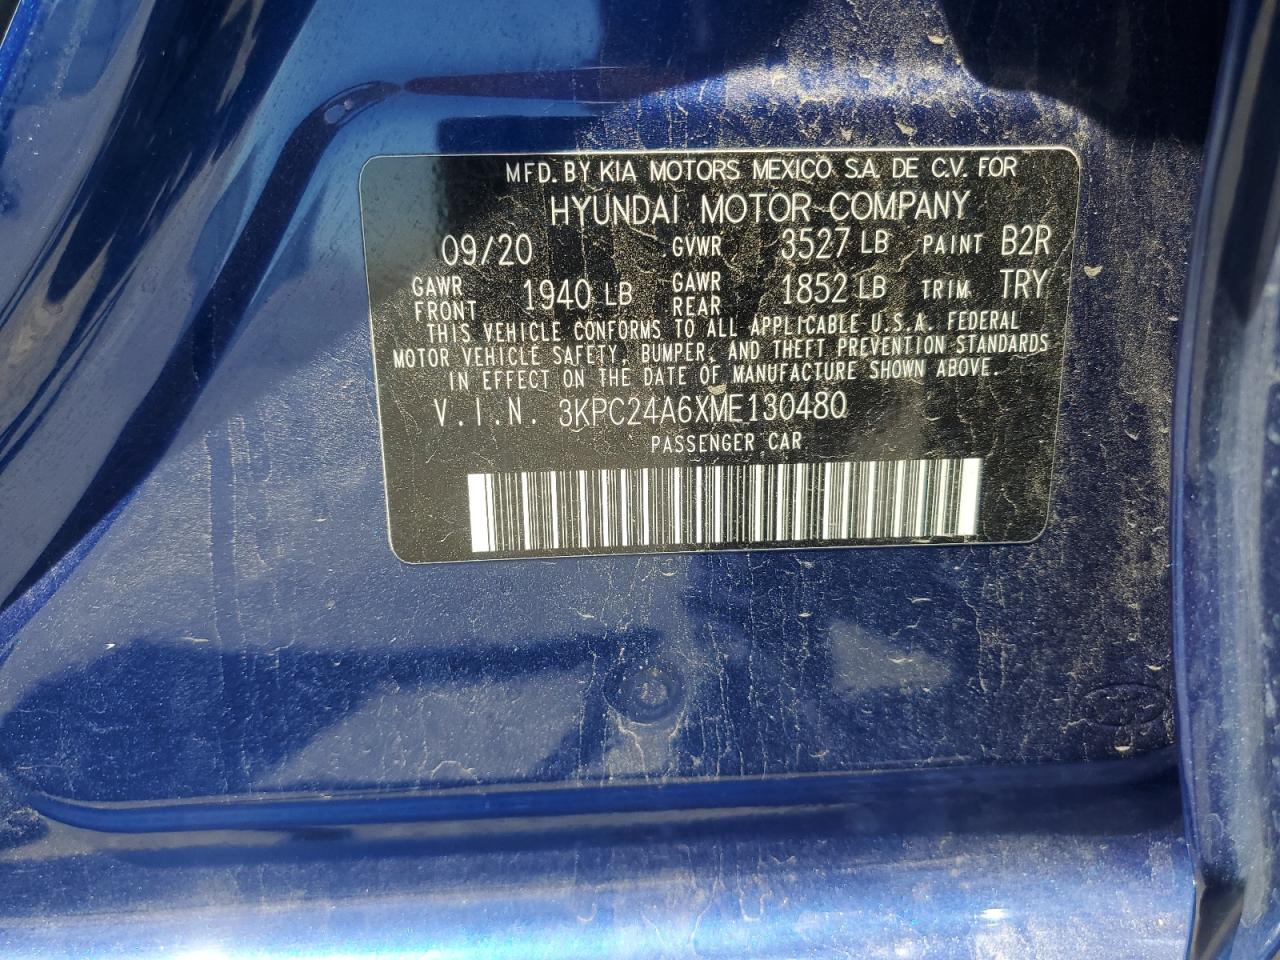 MFD. BY KIA MOTORS MEXICO S.A. DE C.V. FOR
HYUNDAI MOTOR COMPANY
09/20 GVWR 3527 LB PAINT B2R
GAWR FRONT 1940 LB GAWR REAR 1852 LB TRIM TRY
THIS VEHICLE CONFORMS TO ALL APPLICABLE U.S.A. FEDERAL
MOTOR VEHICLE SAFETY, BUMPER, AND THEFT PREVENTION STANDARDS
IN EFFECT ON THE DATE OF MANUFACTURE SHOWN ABOVE.
V.I.N. 3KPC24A6XME130480
PASSENGER CAR